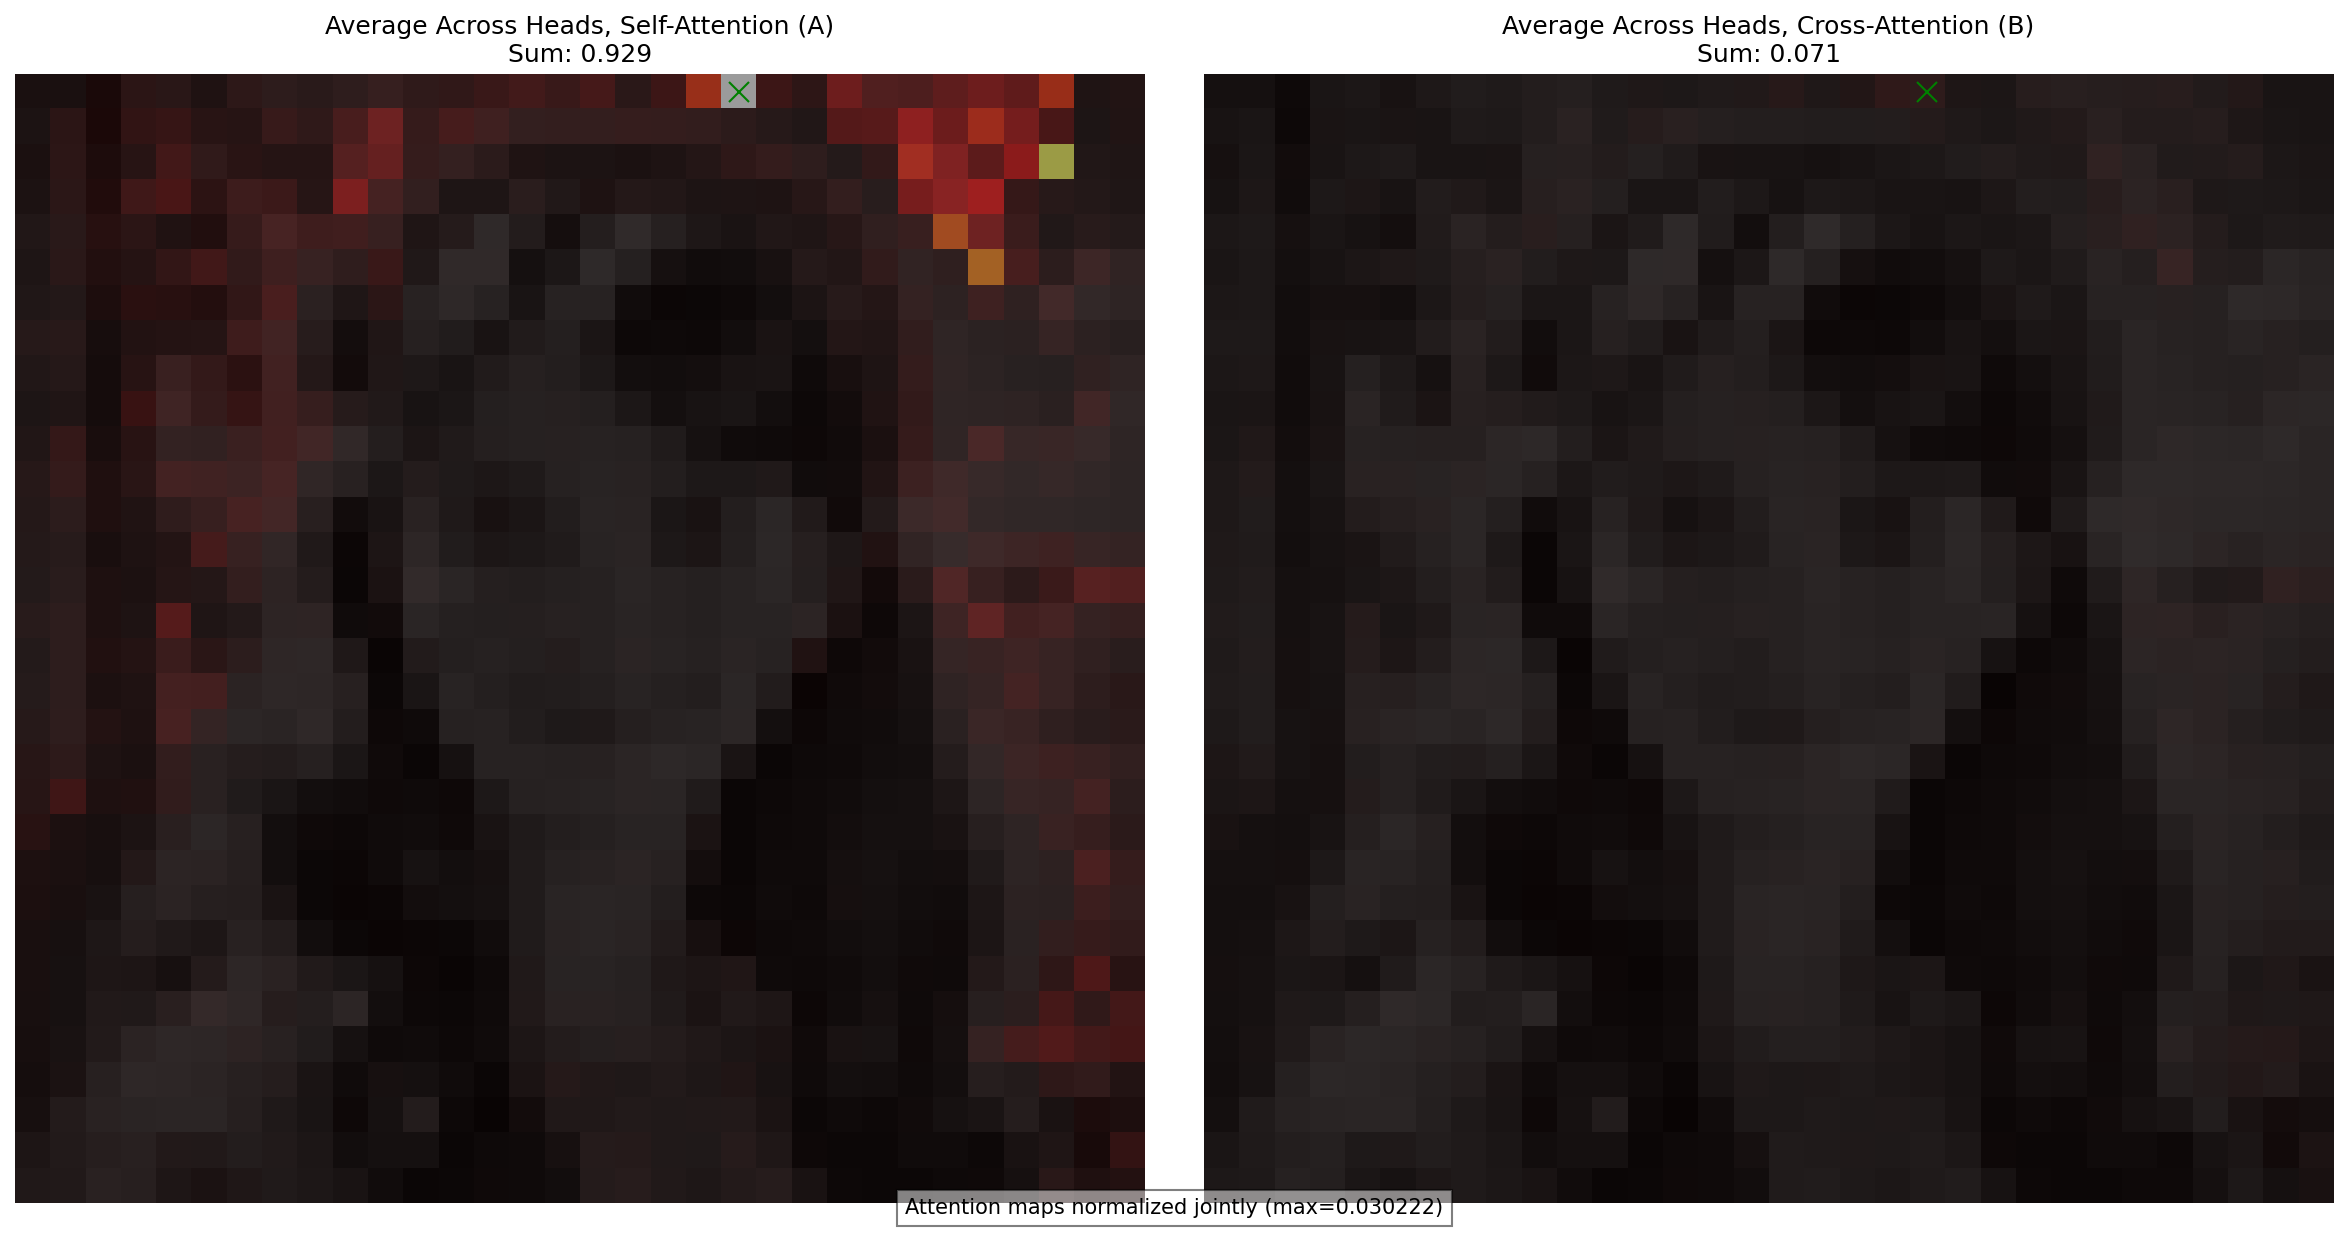 Average Across Heads, Self-Attention (A)
Sum: 0.929
Average Across Heads, Cross-Attention (B)
Sum: 0.071
Attention maps normalized jointly (max=0.030222)